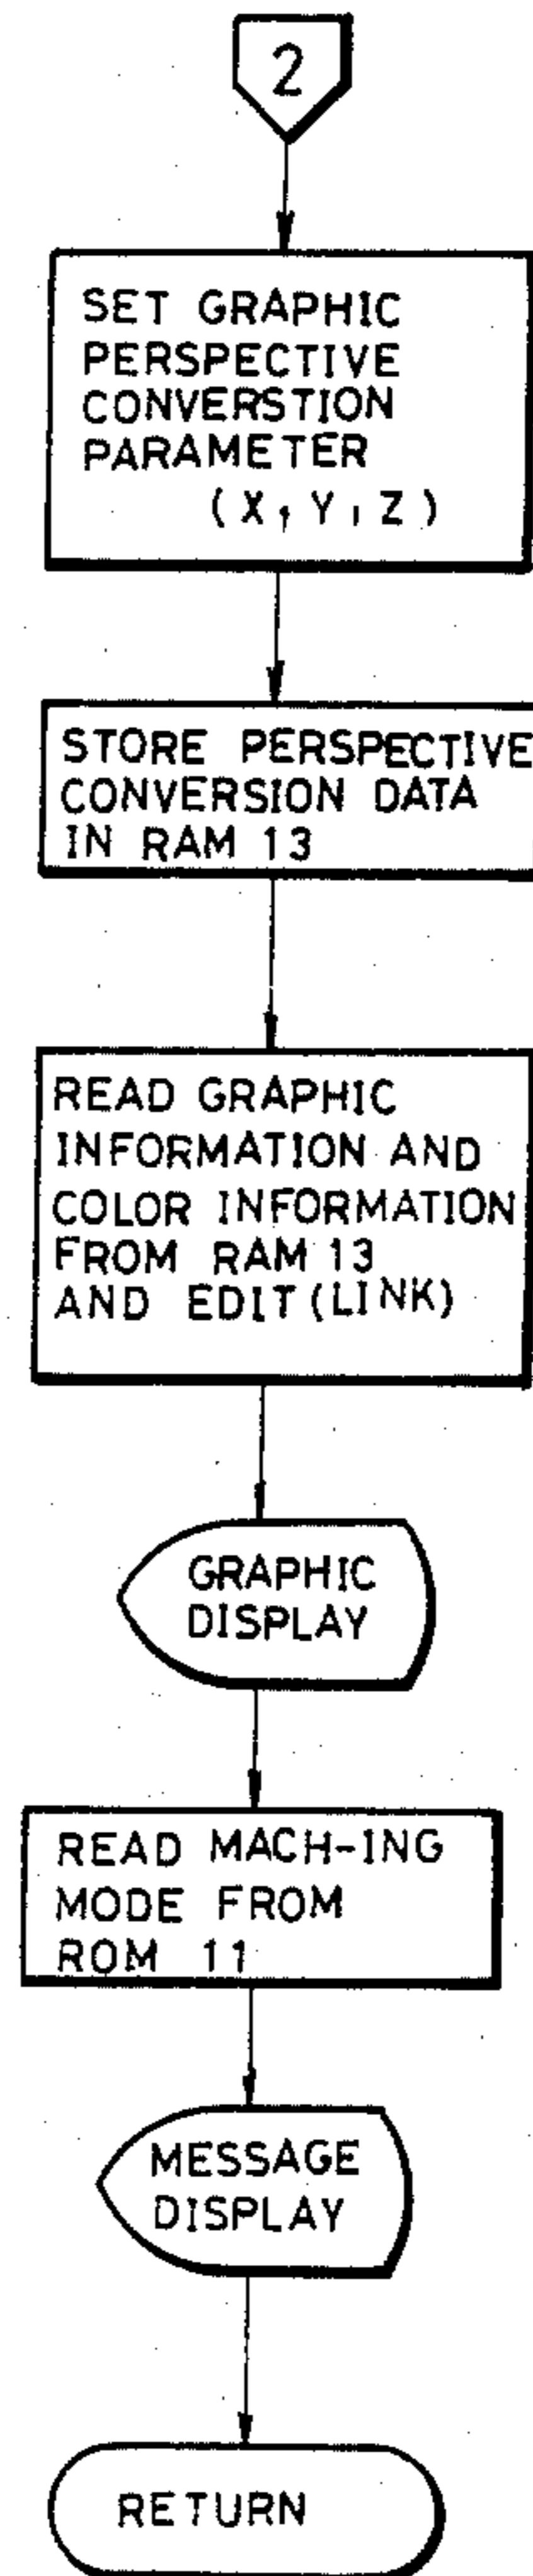 2
SET GRAPHIC
PERSPECTIVE
CONVERSTION
PARAMETER
(X, Y, Z)
STORE PERSPECTIVE
CONVERSION DATA
IN RAM 13
READ GRAPHIC
INFORMATION AND
COLOR INFORMATION
FROM RAM 13
AND EDIT(LINK)
GRAPHIC
DISPLAY
READ MACH-ING
MODE FROM
ROM 11
MESSAGE
DISPLAY
RETURN